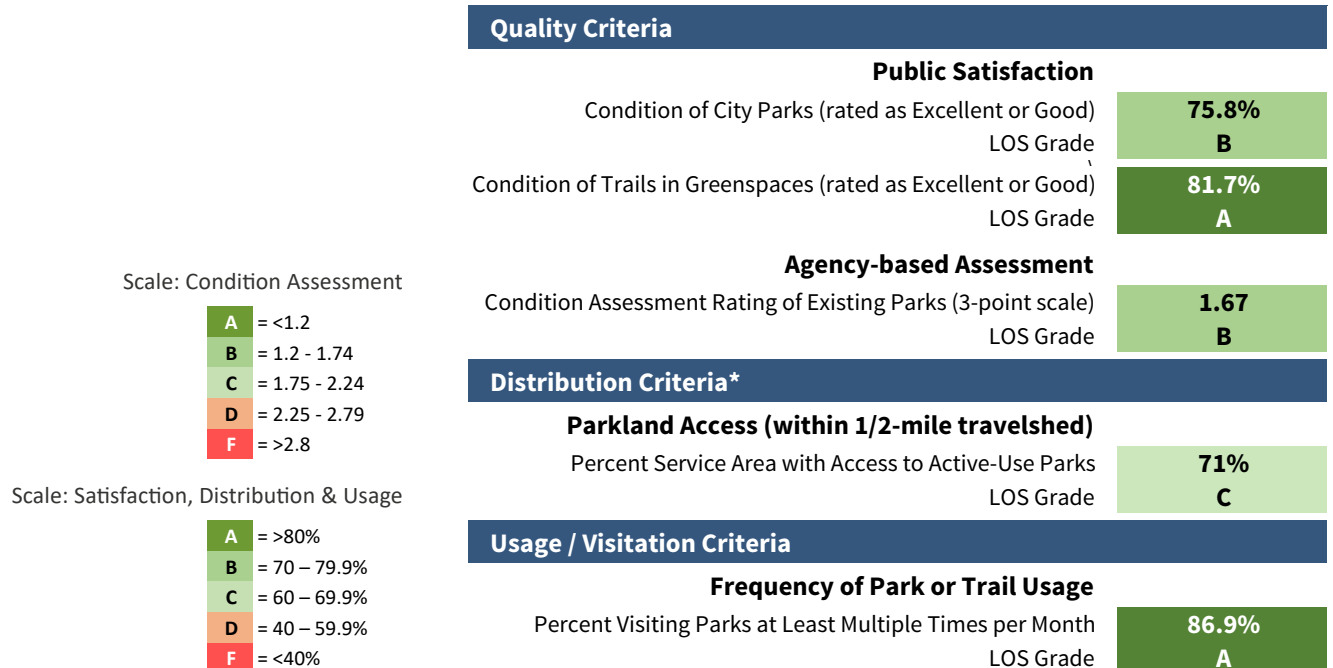 Quality Criteria
Public Satisfaction
Condition of City Parks (rated as Excellent or Good) 75.8%
LOS Grade B
\
Condition of Trails in Greenspaces (rated as Excellent or Good) 81.7%
LOS Grade A
Agency-based Assessment
Condition Assessment Rating of Existing Parks (3-point scale) 1.67
LOS Grade B
Distribution Criteria*
Parkland Access (within 1/2-mile travelshed)
Percent Service Area with Access to Active-Use Parks 71%
LOS Grade C
Usage / Visitation Criteria
Frequency of Park or Trail Usage
Percent Visiting Parks at Least Multiple Times per Month 86.9%
LOS Grade A
Scale: Condition Assessment
A = <1.2
B = 1.2 - 1.74
C = 1.75 - 2.24
D = 2.25 - 2.79
F = >2.8
Scale: Satisfaction, Distribution & Usage
A = >80%
B = 70 – 79.9%
C = 60 – 69.9%
D = 40 – 59.9%
F = <40%